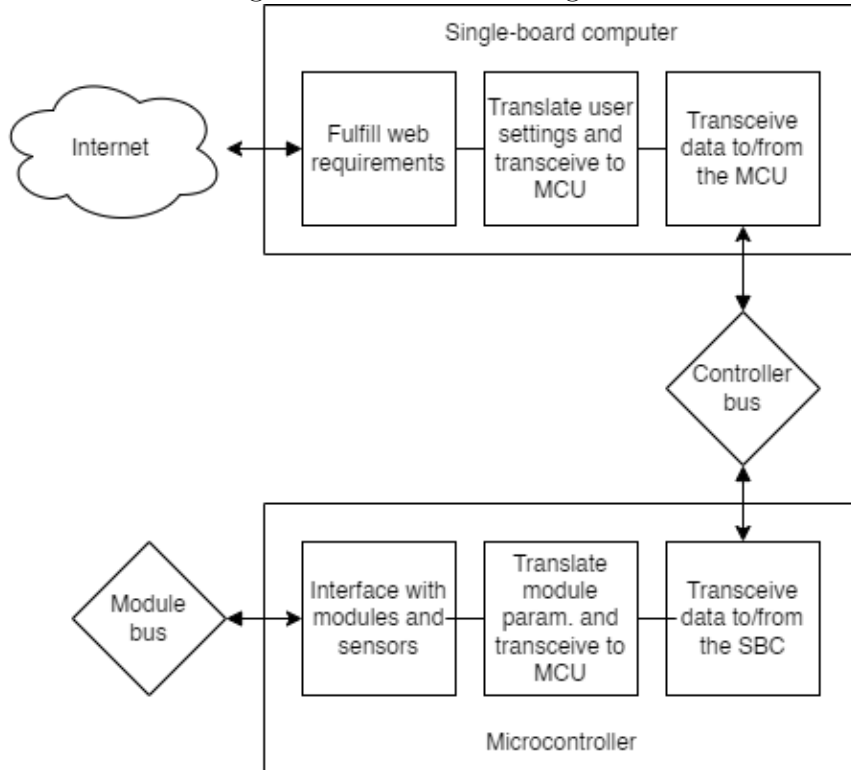 Single-board computer
Internet
Fulfill web
requirements
Translate user
settings and
transceive to
MCU
Transceive
data to/from
the MCU
Controller
bus
Module
bus
Interface with
modules and
sensors
Translate
module
param. and
transceive to
MCU
Transceive
data to/from
the SBC
Microcontroller